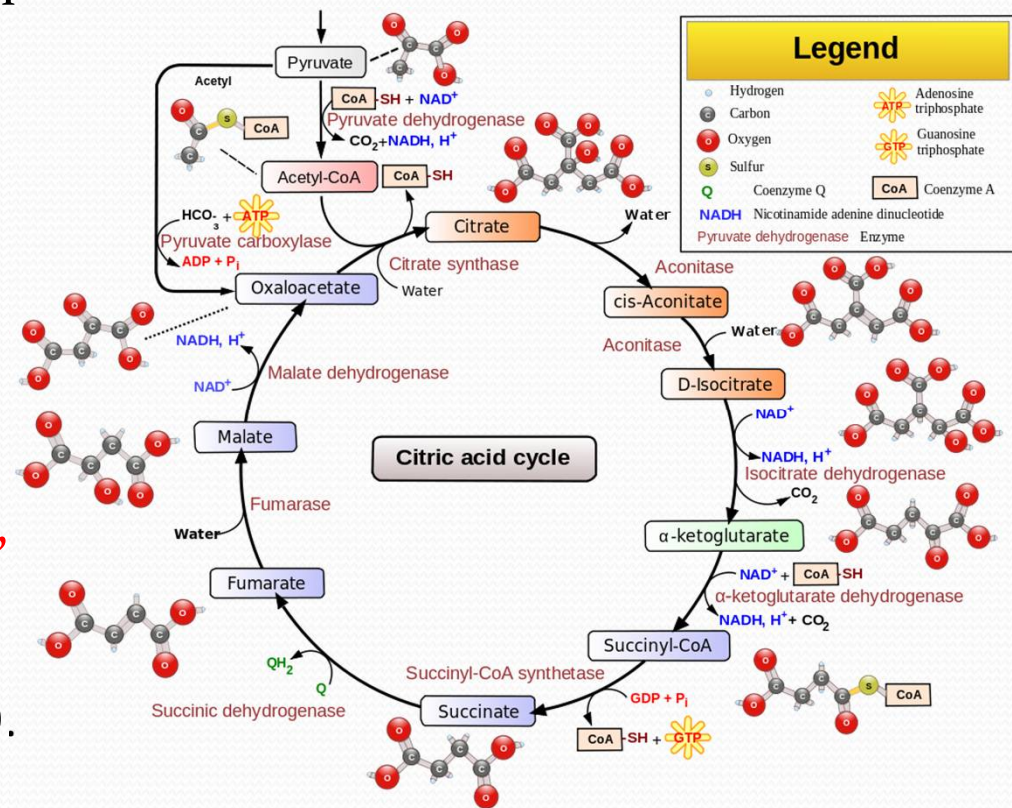 Pyruvate
Acetyl
CoA-SH + NAD+
Pyruvate dehydrogenase
CO2+NADH, H+
S CoA
Acetyl-CoA
CoA-SH
HCO3- + ATP
Pyruvate carboxylase
ADP + Pi
Citrate
Citrate synthase
Water
Oxaloacetate
Water
Aconitase
cis-Aconitate
Water
Aconitase
D-Isocitrate
NAD+
NADH, H+
Isocitrate dehydrogenase
CO2
α-ketoglutarate
NAD+ + CoA-SH
α-ketoglutarate dehydrogenase
NADH, H+ + CO2
Succinyl-CoA
S CoA
Succinyl-CoA synthetase
GDP + Pi
CoA-SH + GTP
Succinate
QH2
Q
Succinic dehydrogenase
Fumarate
Water
Fumarase
Malate
NADH, H+
NAD+
Malate dehydrogenase
Citric acid cycle
Legend
Hydrogen
C Carbon
O Oxygen
S Sulfur
Q Coenzyme Q
ATP Adenosine
triphosphate
GTP Guanosine
triphosphate
CoA Coenzyme A
NADH Nicotinamide adenine dinucleotide
Pyruvate dehydrogenase Enzyme
,
).